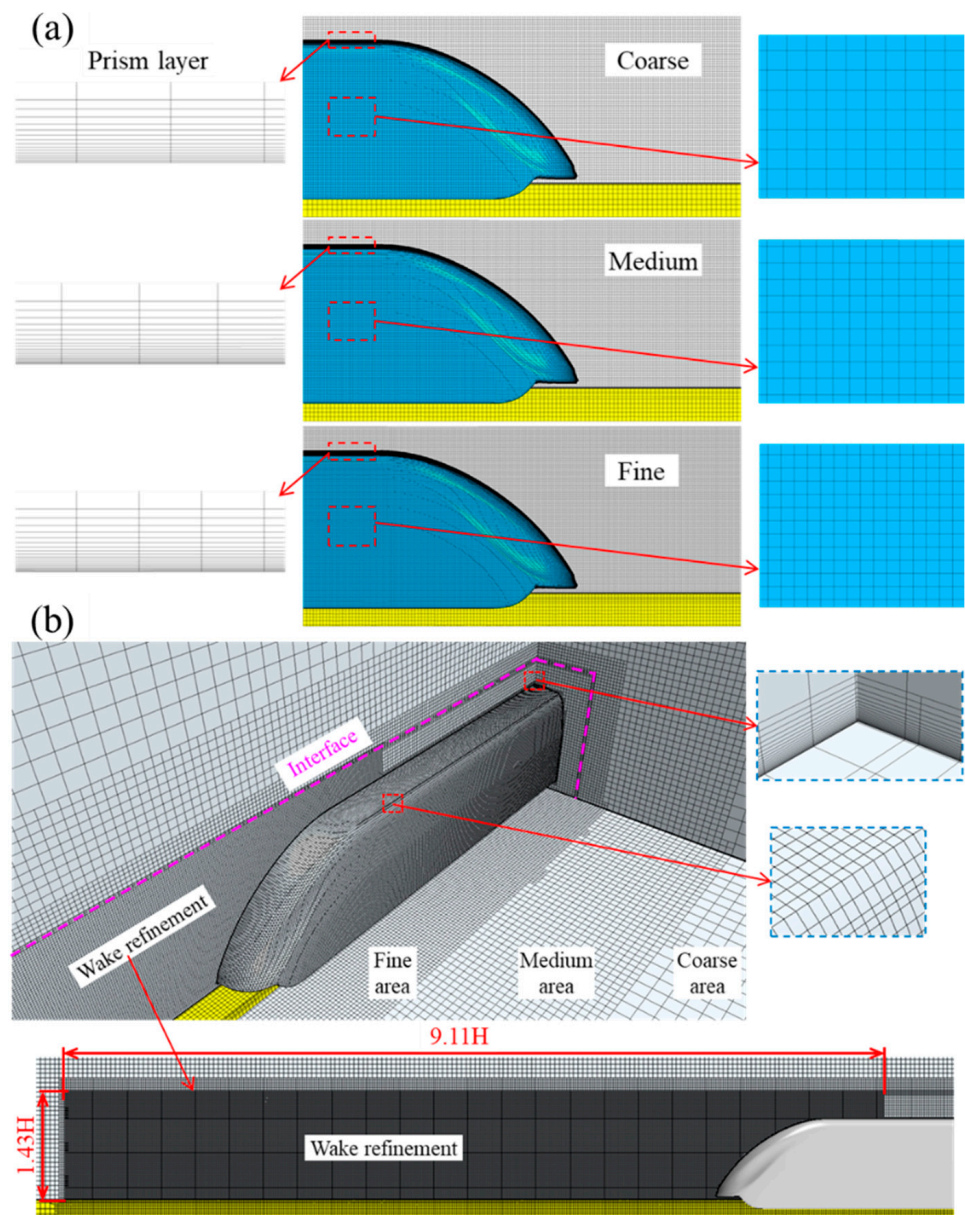 (a)
Prism layer
Coarse
Medium
Fine
(b)
Interface
Wake refinement
Fine
area
Medium
area
Coarse
area
9.11H
1.43H
Wake refinement